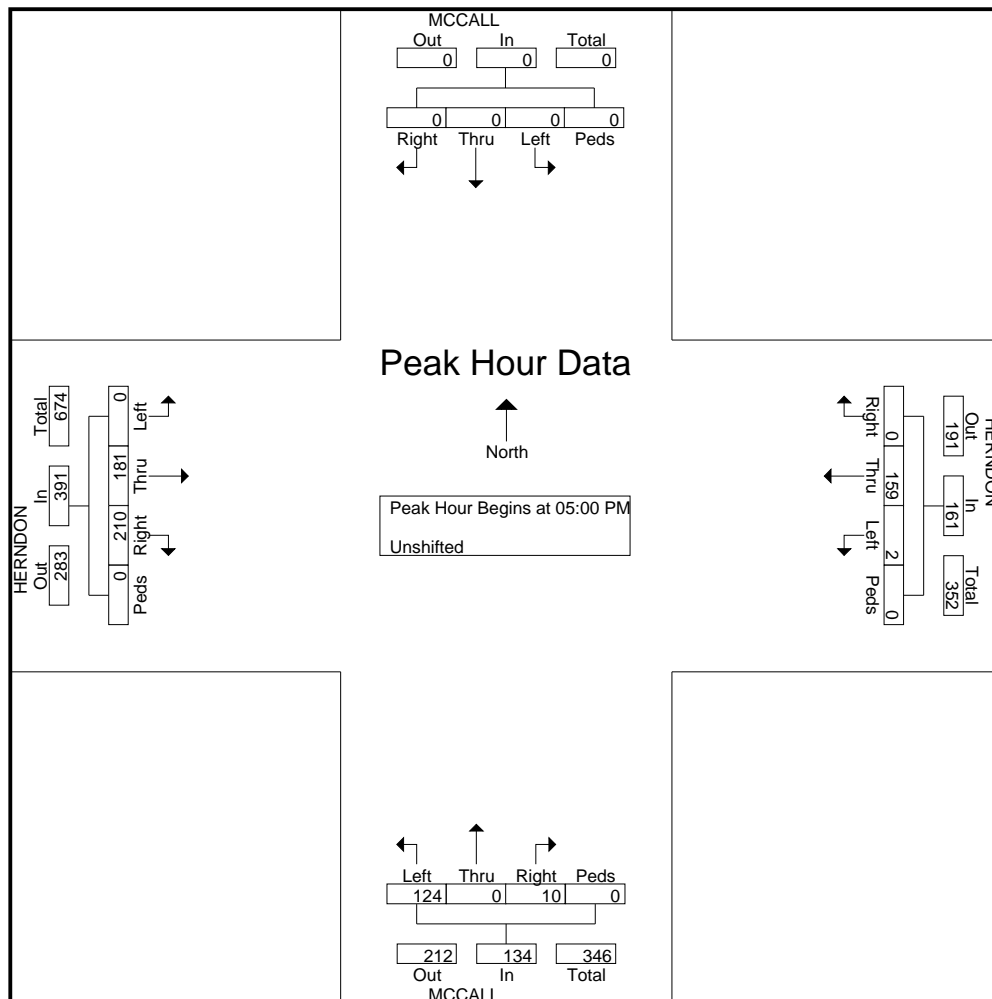 MCCALL
Out In Total
0 0 0
0 0 0 0
Right Thru Left Peds
Peak Hour Data
North
Peak Hour Begins at 05:00 PM
Unshifted
HERNDON
Total In Out
674 391 283
0 181 210 0
Left Thru Right Peds
HERNDON
Out In Total
191 161 352
0 159 2 0
Right Thru Left Peds
Left Thru Right Peds
124 0 10 0
212 134 346
Out In Total
MCCALL